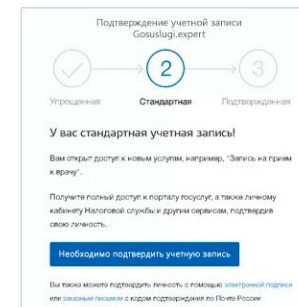 Подтверждение учетной записи
Gosuslugi.expert
2
3
Упрощенная
Стандартная
Подтвержденная
У вас стандартная учетная запись!
Вам открыт доступ к новым услугам, например, "Запись на прием
к врачу".
Получите полный доступ к порталу госуслуг, а также личному
кабинету Налоговой службы и другим сервисам, подтвердив
свою личность.
Необходимо подтвердить учетную запись
Вы также можете подтвердить личность с помощью электронной подписи
или заказным письмом с кодом подтверждения по Почте России